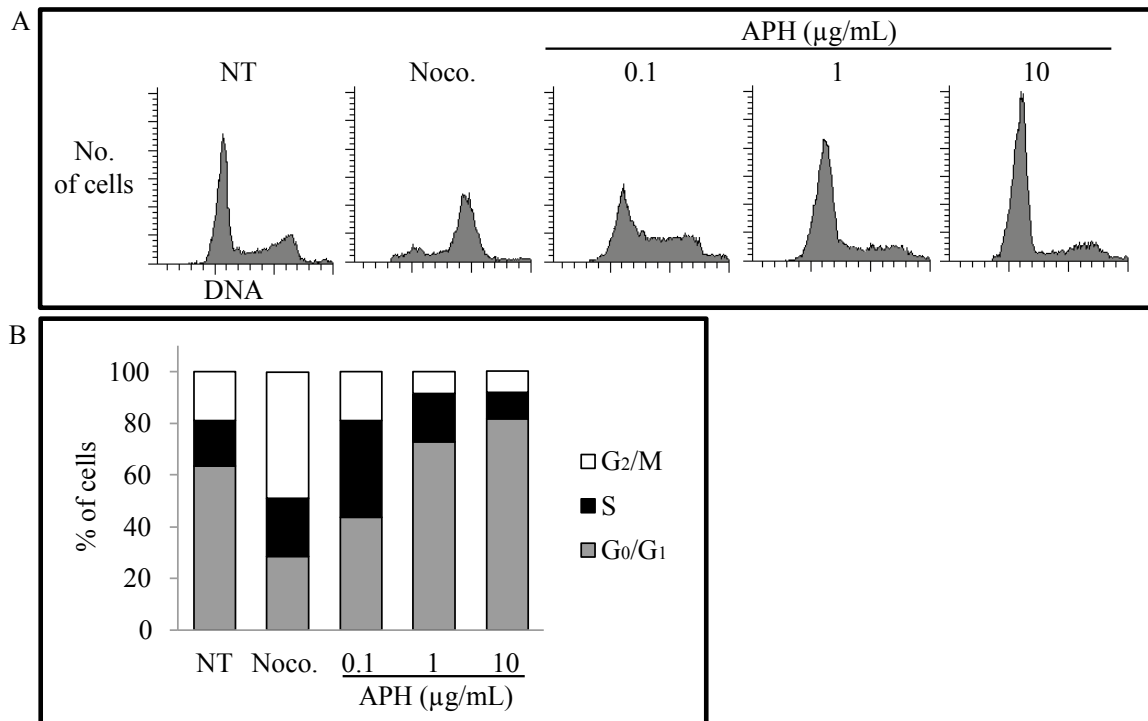 A
APH (µg/mL)
NT Noco. 0.1 1 10
No.
of cells
DNA
B
100
80
60
40
20
0
% of cells
G2/M
S
G0/G1
NT Noco. 0.1 1 10
APH (µg/mL)